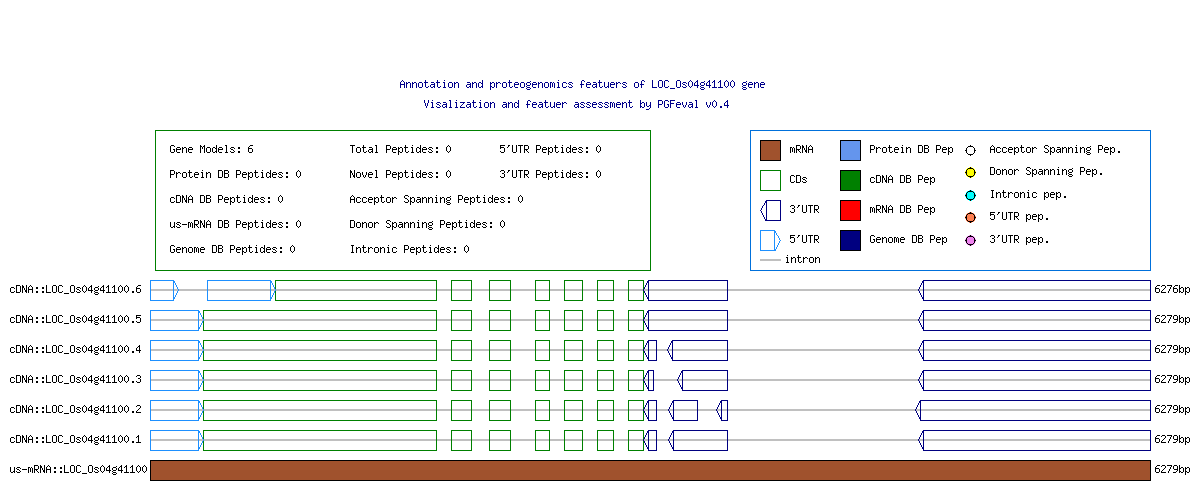 Annotation and proteogenomics featuers of LOC_Os04g41100 gene
Visalization and featuer assessment by PGFeval v0.4
Gene Models: 6 Total Peptides: 0 5'UTR Peptides: 0
Protein DB Peptides: 0 Novel Peptides: 0 3'UTR Peptides: 0
cDNA DB Peptides: 0 Acceptor Spanning Peptides: 0
us-mRNA DB Peptides: 0 Donor Spanning Peptides: 0
Genome DB Peptides: 0 Intronic Peptides: 0
mRNA Protein DB Pep Acceptor Spanning Pep.
CDs cDNA DB Pep Donor Spanning Pep.
3'UTR mRNA DB Pep Intronic pep.
5'UTR Genome DB Pep 5'UTR pep.
intron 3'UTR pep.
cDNA::LOC_Os04g41100.6 6276bp
cDNA::LOC_Os04g41100.5 6279bp
cDNA::LOC_Os04g41100.4 6279bp
cDNA::LOC_Os04g41100.3 6279bp
cDNA::LOC_Os04g41100.2 6279bp
cDNA::LOC_Os04g41100.1 6279bp
us-mRNA::LOC_Os04g41100 6279bp